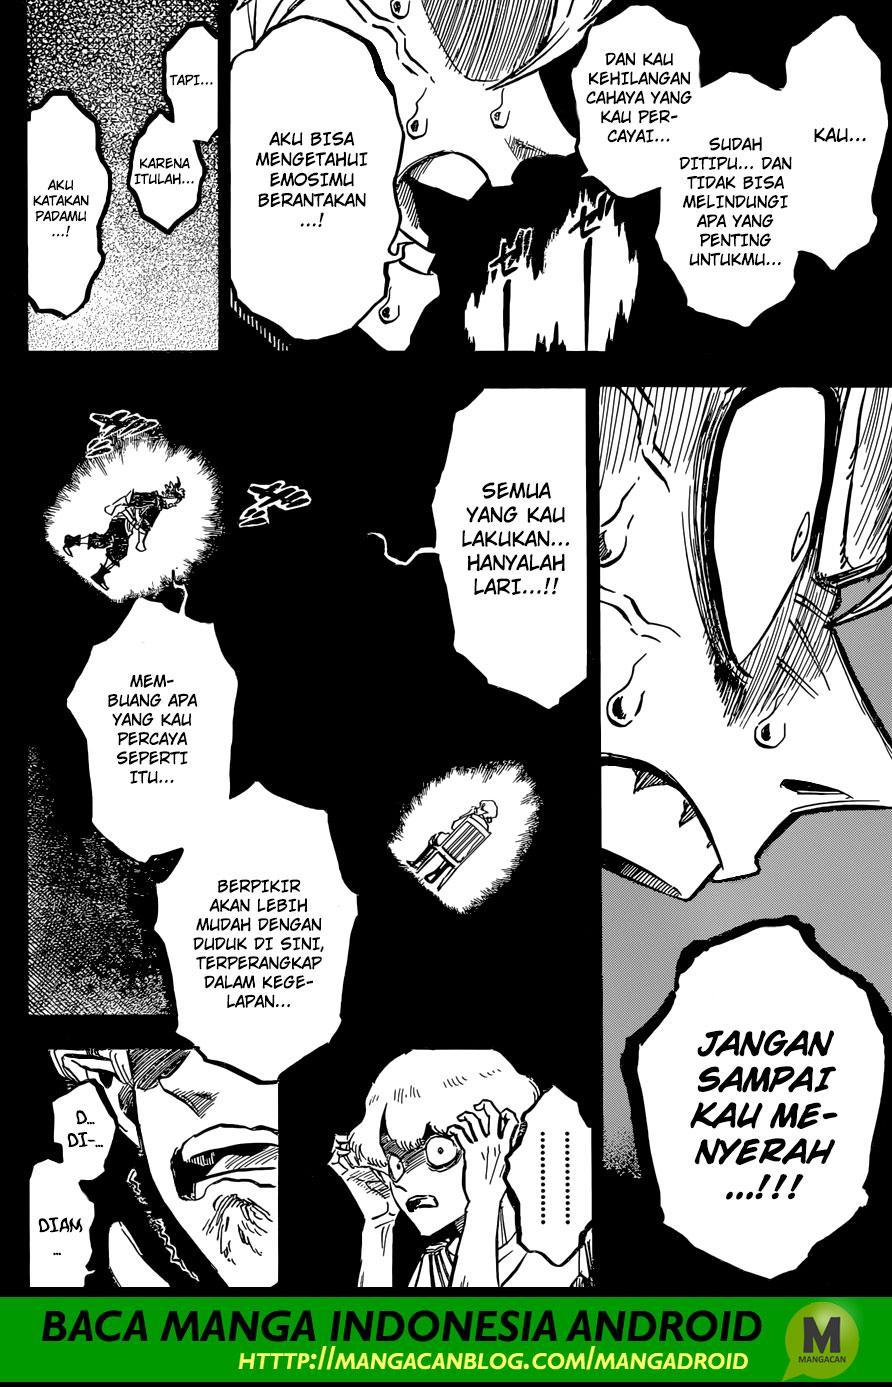 KAU...
SUDAH
DITIPU... DAN
TIDAK BISA
MELINDUNGI
APA YANG
PENTING
UNTUKMU...
DAN KAU
KEHILANGAN
CAHAYA YANG
KAU PER-
CAYAI...
ゼ
ゼ
AKU BISA
MENGETAHUI
EMOSIMU
BERANTAKAN
...!
TAPI...
KARENA
ITULAH...
AKU
KATAKAN
PADAMU
...!
JANGAN
SAMPAI
KAU ME-
NYERAH
...!!!
SEMUA
YANG KAU
LAKUKAN...
HANYALAH
LARI...!!
MEM-
BUANG APA
YANG KAU
PERCAYA
SEPERTI
ITU...
BERPIKIR
AKAN LEBIH
MUDAH DENGAN
DUDUK DI SINI,
TERPERANGKAP
DALAM KEGE-
LAPAN...
..........
D...
DI-...
DIAM
...
BACA MANGA INDONESIA ANDROID
HTTTP://MANGACANBLOG.COM/MANGADROID
M
MANGACAN